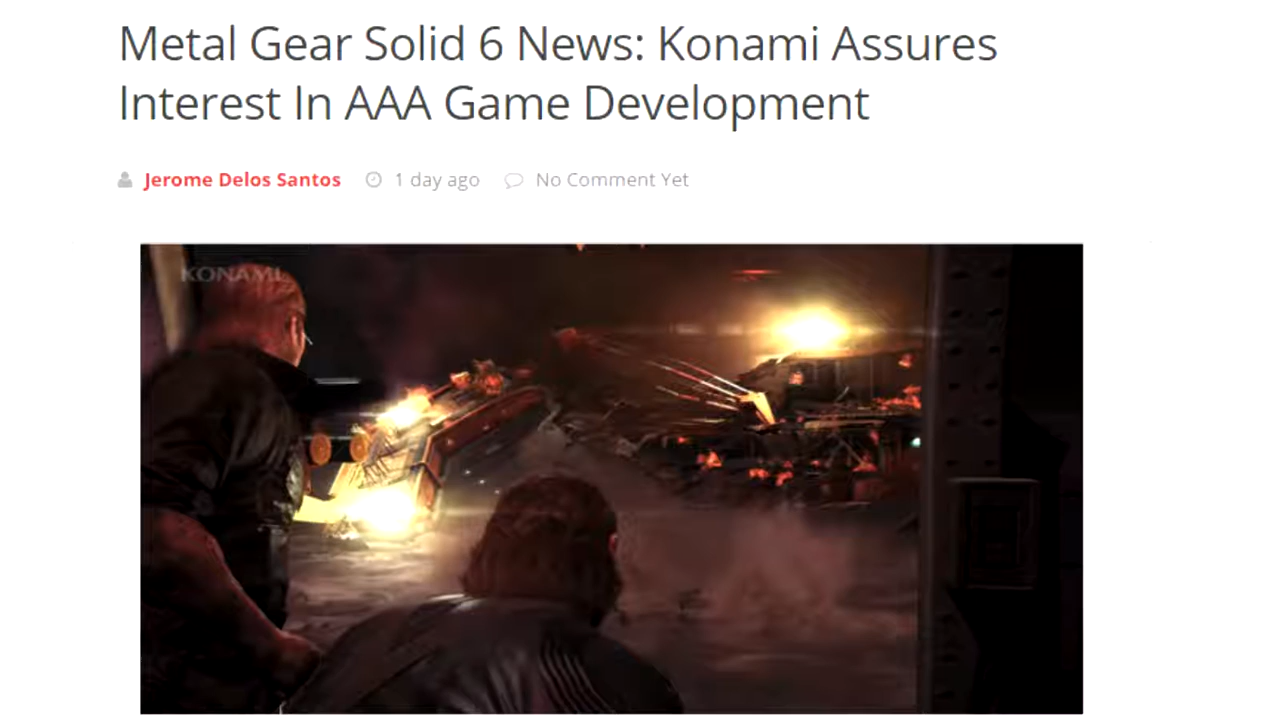 Metal Gear Solid 6 News: Konami Assures
Interest In AAA Game Development
Jerome Delos Santos 1 day ago No Comment Yet
KONAMI